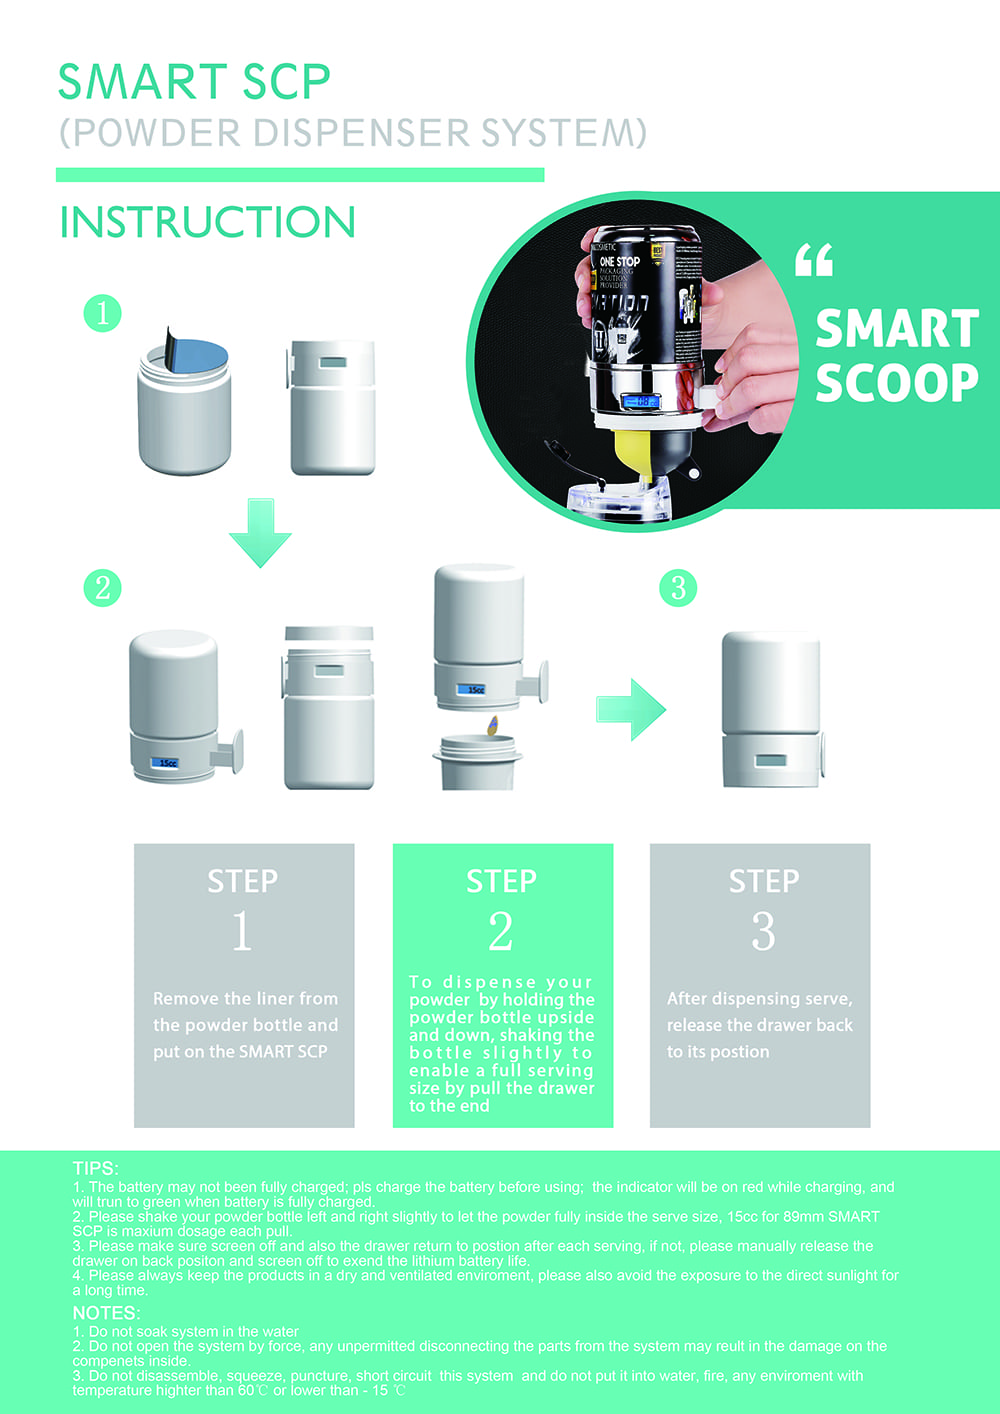 SMART SCP
(POWDER DISPENSER SYSTEM)
INSTRUCTION
COSMETIC
ONE STOP
PACKAGING
SOLUTION
PROVIDER
BEST
08
“
SMART
SCOOP
1
2
15cc
15cc
3
STEP
1
Remove the liner from
the powder bottle and
put on the SMART SCP
STEP
2
To dispense your
powder by holding the
powder bottle upside
and down, shaking the
bottle slightly to
enable a full serving
size by pull the drawer
to the end
STEP
3
After dispensing serve,
release the drawer back
to its postion
TIPS:
1. The battery may not been fully charged; pls charge the battery before using; the indicator will be on red while charging, and
will trun to green when battery is fully charged.
2. Please shake your powder bottle left and right slightly to let the powder fully inside the serve size, 15cc for 89mm SMART
SCP is maxium dosage each pull.
3. Please make sure screen off and also the drawer return to postion after each serving, if not, please manually release the
drawer on back positon and screen off to exend the lithium battery life.
4. Please always keep the products in a dry and ventilated enviroment, please also avoid the exposure to the direct sunlight for
a long time.
NOTES:
1. Do not soak system in the water
2. Do not open the system by force, any unpermitted disconnecting the parts from the system may reult in the damage on the
compenets inside.
3. Do not disassemble, squeeze, puncture, short circuit this system and do not put it into water, fire, any enviroment with
temperature highter than 60℃ or lower than - 15 ℃